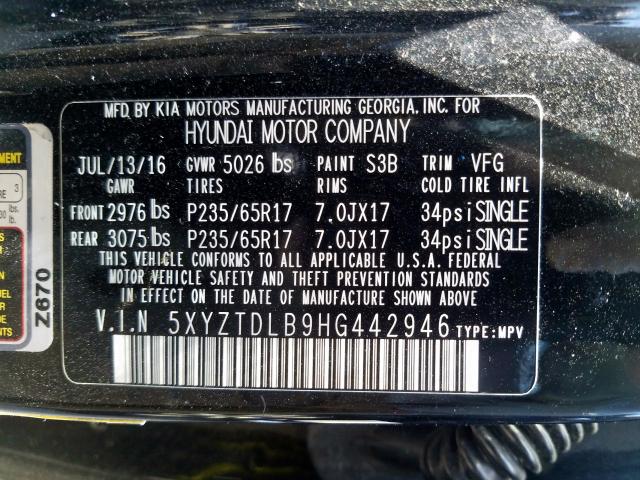 MFD. BY KIA MOTORS MANUFACTURING GEORGIA. INC. FOR
HYUNDAI MOTOR COMPANY
JUL/13/16 GVWR 5026 lbs PAINT S3B TRIM VFG
GAWR TIRES RIMS COLD TIRE INFL
FRONT 2976 lbs P235/65R17 7.0JX17 34psi SINGLE
REAR 3075 lbs P235/65R17 7.0JX17 34psi SINGLE
THIS VEHICLE CONFORMS TO ALL APPLICABLE U.S.A. FEDERAL
MOTOR VEHICLE SAFETY AND THEFT PREVENTION STANDARDS
IN EFFECT ON THE DATE OF MANUFACTURE SHOWN ABOVE.
V.I.N 5XYZTDLB9HG442946 TYPE:MPV
3
lbs.
lb.
Z670